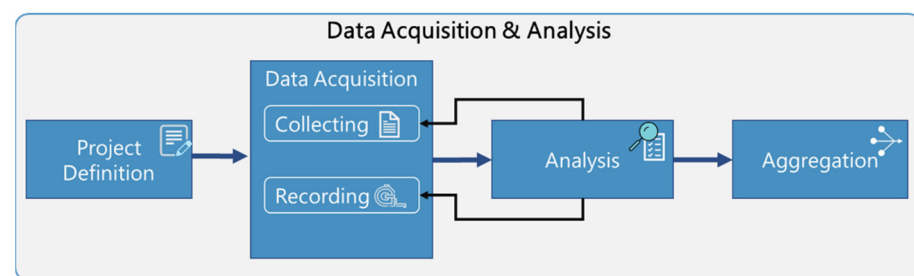 Data Acquisition & Analysis
Project
Definition
Data Acquisition
Collecting
Recording
Analysis
Aggregation